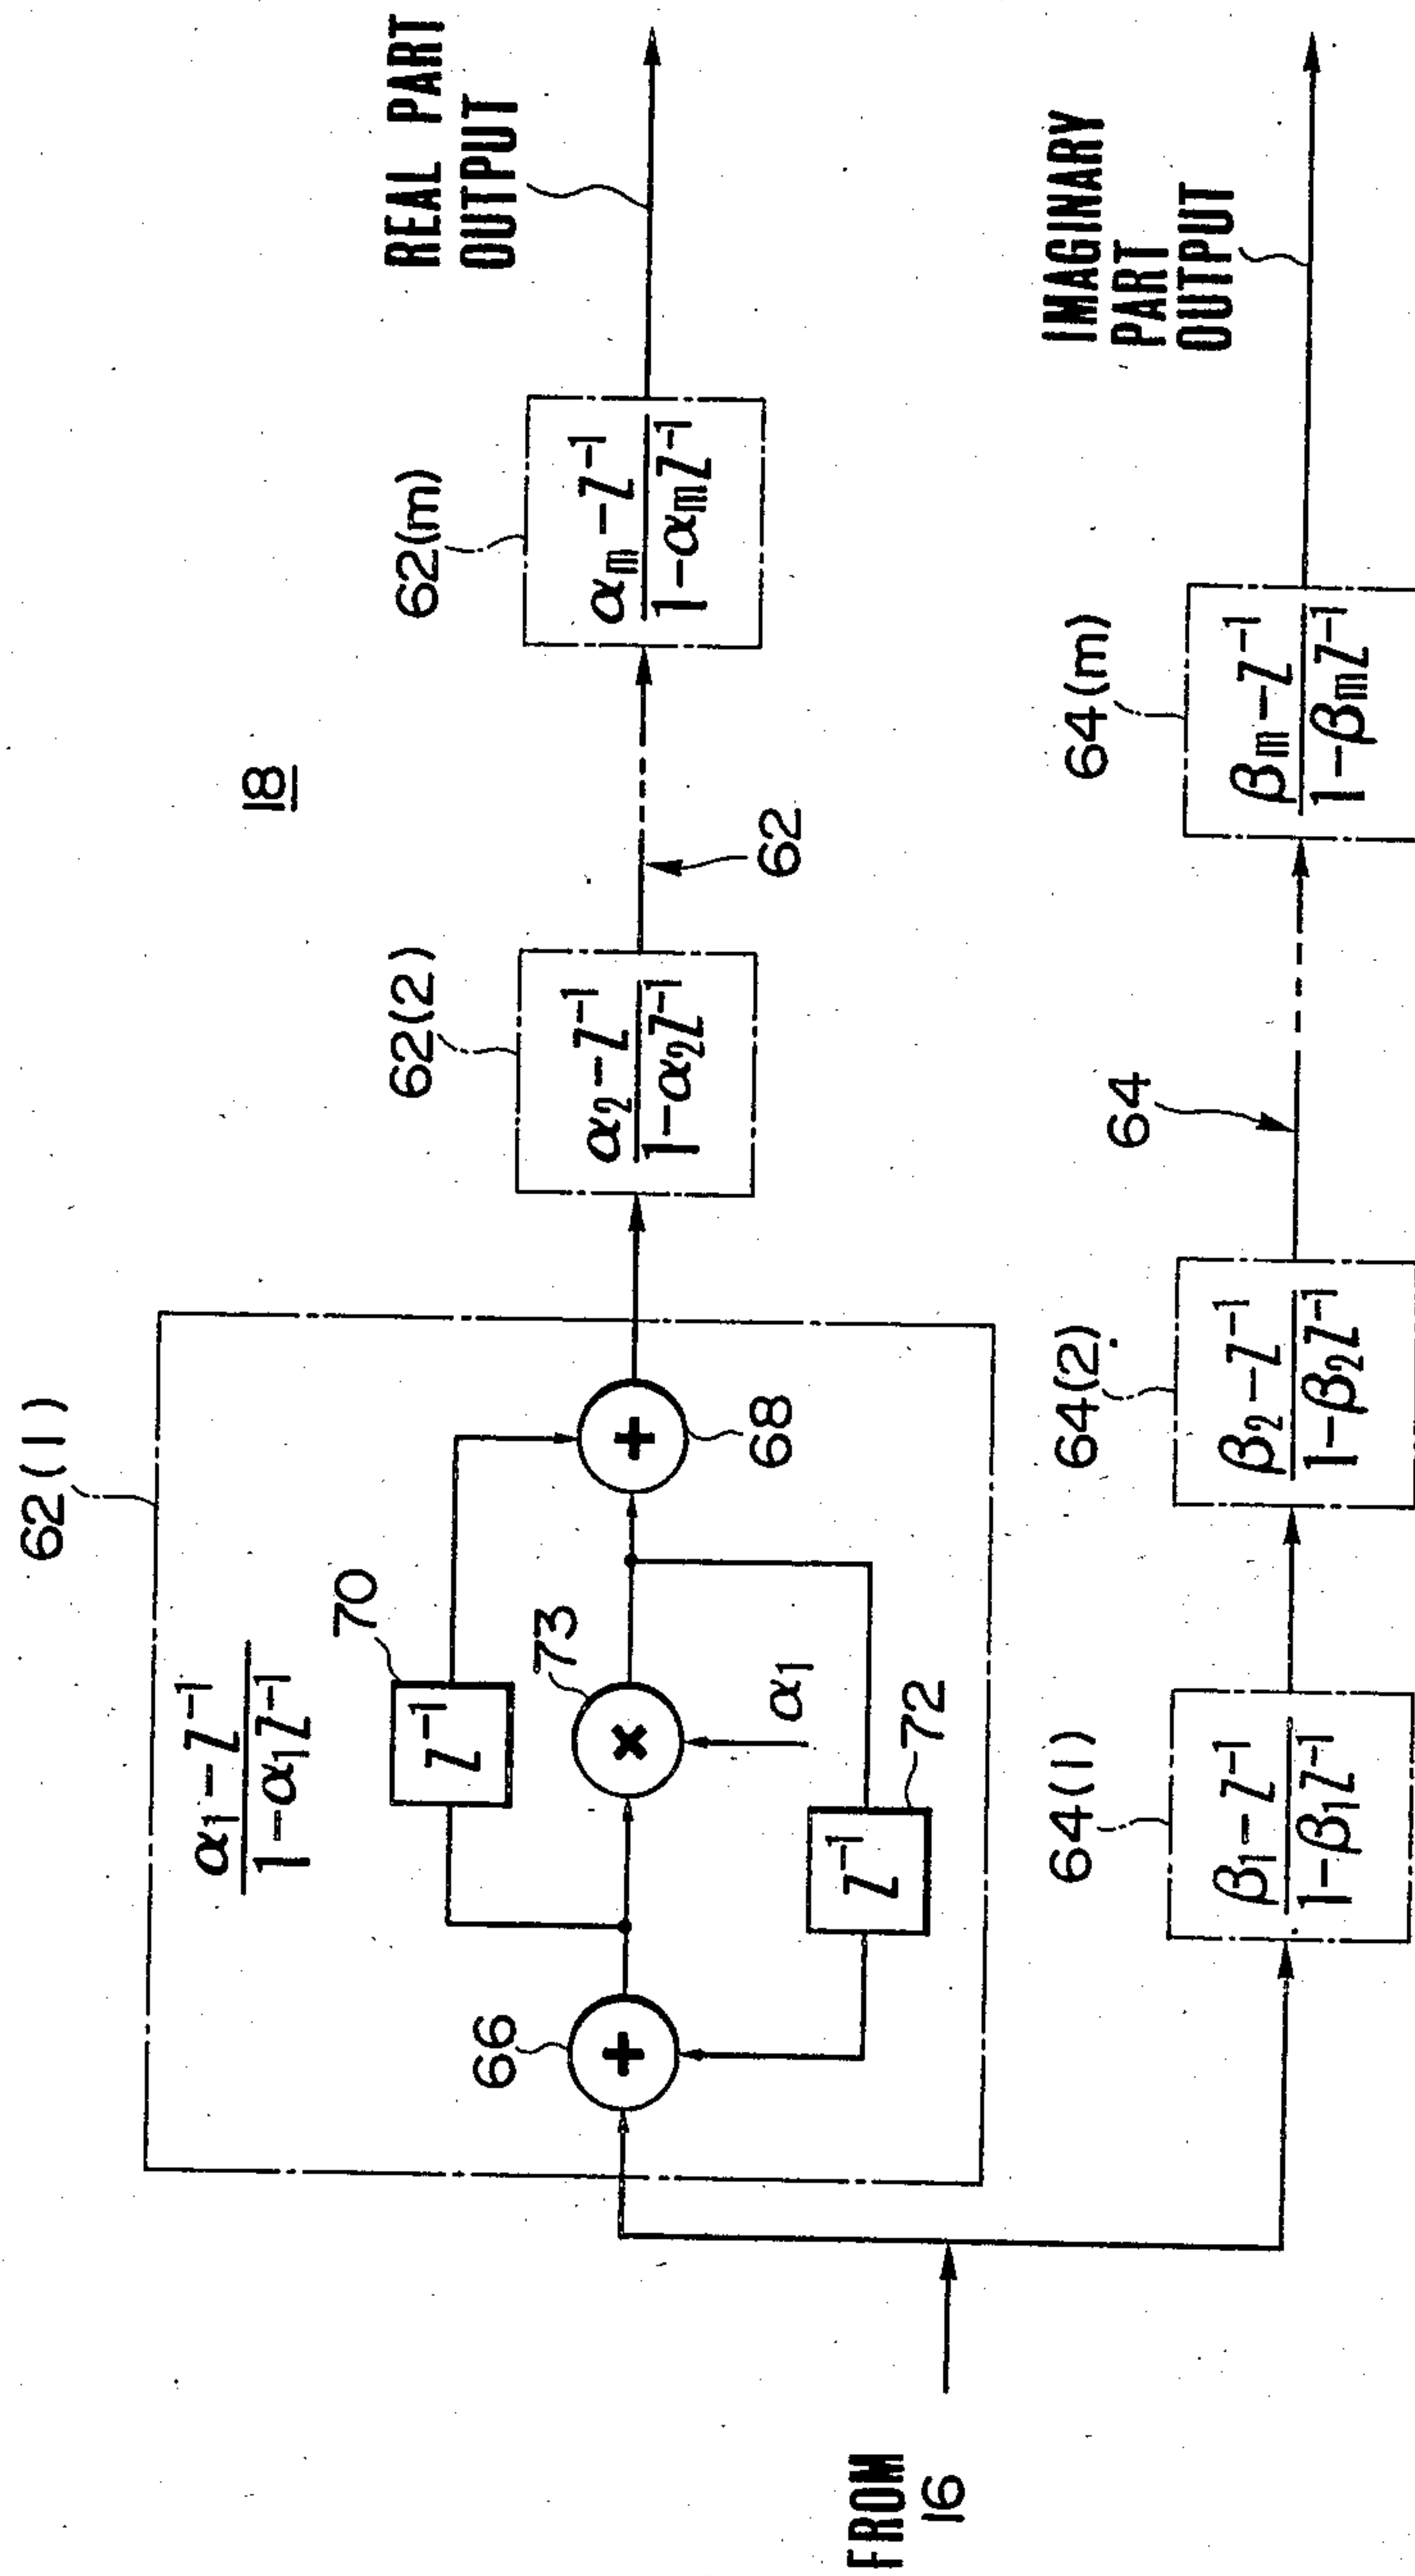 18
62(1)
α₁−Z⁻¹
1−α₁Z⁻¹
70
Z⁻¹
66
+
73
×
α₁
68
+
72
Z⁻¹
62(2)
α₂−Z⁻¹
1−α₂Z⁻¹
62
62(m)
αₘ−Z⁻¹
1−αₘZ⁻¹
REAL PART
OUTPUT
FROM
16
64(1)
β₁−Z⁻¹
1−β₁Z⁻¹
64(2)
β₂−Z⁻¹
1−β₂Z⁻¹
64
64(m)
βₘ−Z⁻¹
1−βₘZ⁻¹
IMAGINARY
PART
OUTPUT